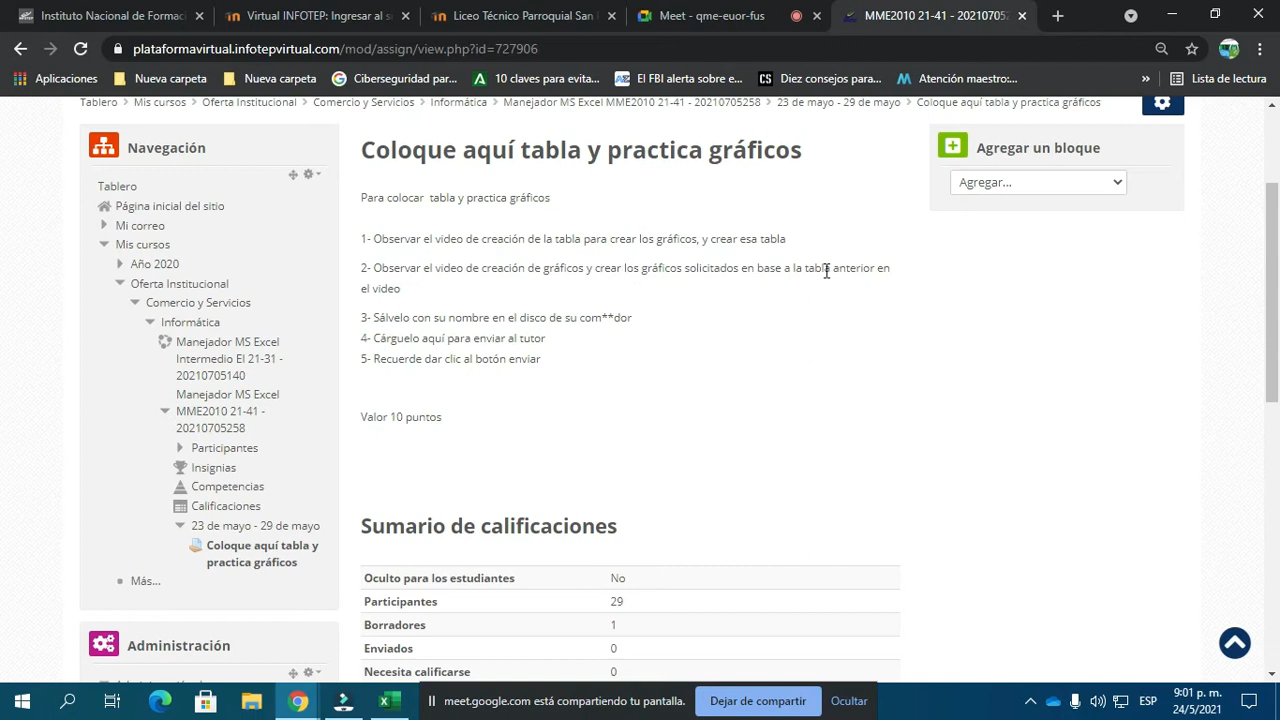 Instituto Nacional de Formac
Virtual INFOTEP: Ingresar al si
Liceo Técnico Parroquial San
Meet - qme-euor-fus
MME2010 21-41 - 2021070525
plataformavirtual.infotepvirtual.com/mod/assign/view.php?id=727906
Aplicaciones
Nueva carpeta
Nueva carpeta
Ciberseguridad par...
10 claves para evita...
El FBI alerta sobre e...
Diez consejos para...
Atención maestro:...
»
Lista de lectura
Tablero
Mis cursos
Oferta Institucional
Comercio y Servicios
Informática
Manejador MS Excel MME2010 21-41 - 20210705258
23 de mayo - 29 de mayo
Coloque aquí tabla y practica gráficos
Navegación
Tablero
Página inicial del sitio
Mi correo
Mis cursos
Año 2020
Oferta Institucional
Comercio y Servicios
Informática
Manejador MS Excel
Intermedio El 21-31 -
20210705140
Manejador MS Excel
MME2010 21-41 -
20210705258
Participantes
Insignias
Competencias
Calificaciones
23 de mayo - 29 de mayo
Coloque aquí tabla y
practica gráficos
Más...
Administración
Coloque aquí tabla y practica gráficos
Para colocar tabla y practica gráficos
1- Observar el video de creación de la tabla para crear los gráficos, y crear esa tabla
2- Observar el video de creación de gráficos y crear los gráficos solicitados en base a la tabla anterior en
el video
3- Sálvelo con su nombre en el disco de su com**dor
4- Cárguelo aquí para enviar al tutor
5- Recuerde dar clic al botón enviar
Valor 10 puntos
Sumario de calificaciones
Oculto para los estudiantes No
Participantes 29
Borradores 1
Enviados 0
Necesita calificarse 0
Agregar un bloque
Agregar...
meet.google.com está compartiendo tu pantalla.
Dejar de compartir
Ocultar
ESP
9:01 p. m.
24/5/2021